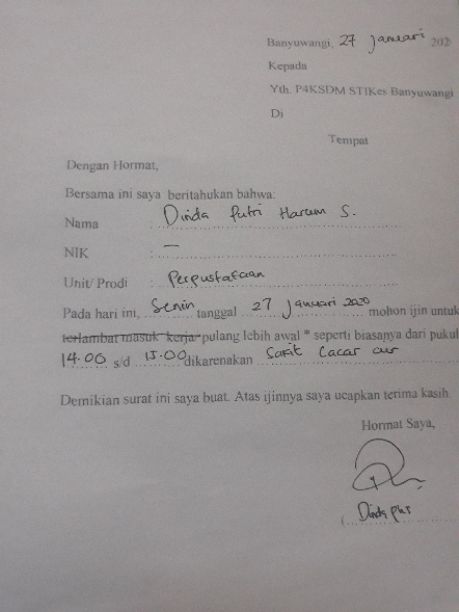 Banyuwangi, 27 Januari 202
Kepada
Yth. P4KSDM STIKes Banyuwangi
Di
Tempat
Dengan Hormat,
Bersama ini saya beritahukan bahwa:
Nama : Dinda Putri Harum S.
NIK : —
Unit/ Prodi : Perpustakaan
Pada hari ini, Senin tanggal 27 Januari 2020 mohon ijin untuk
terlambat masuk kerja pulang lebih awal * seperti biasanya dari pukul
14.00 s/d 15.00 dikarenakan Sakit Cacar air
Demikian surat ini saya buat. Atas ijinnya saya ucapkan terima kasih.
Hormat Saya,
(Dinda